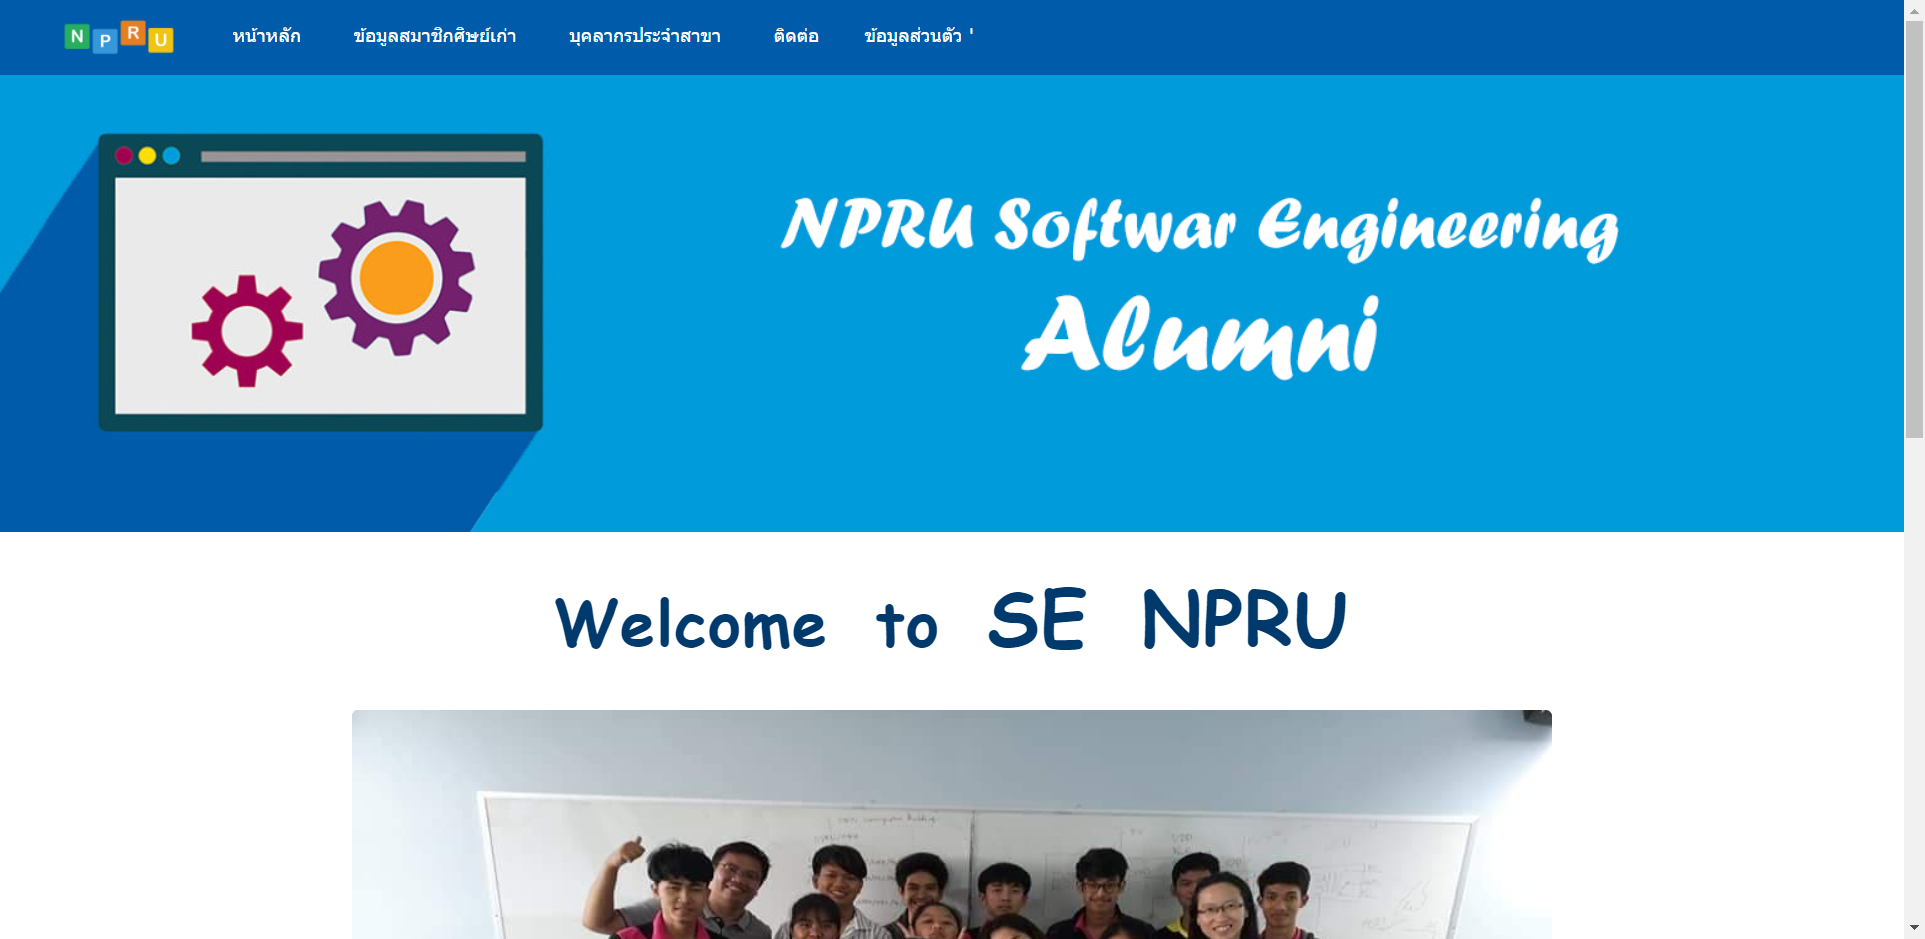 NPRU
หน้าหลัก ข้อมูลสมาชิกศิษย์เก่า บุคลากรประจำสาขา ติดต่อ ข้อมูลส่วนตัว '
NPRU Softwar Engineering
Alumni
Welcome to SE NPRU